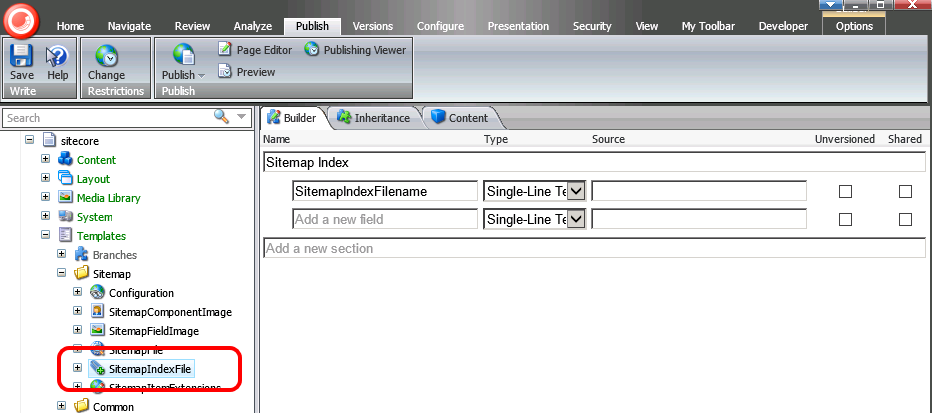 Home Navigate Review Analyze Publish Versions Configure Presentation Security View My Toolbar Developer Options
Save Help Change Publish Page Editor Publishing Viewer
Preview
Write Restrictions Publish
Search
Builder Inheritance Content
Name Type Source Unversioned Shared
Sitemap Index
SitemapIndexFilename Single-Line Te
Add a new field Single-Line Te
Add a new section
sitecore
Content
Layout
Media Library
System
Templates
Branches
Sitemap
Configuration
SitemapComponentImage
SitemapFieldImage
SitemapFile
SitemapIndexFile
SitemapItemExtensions
Common